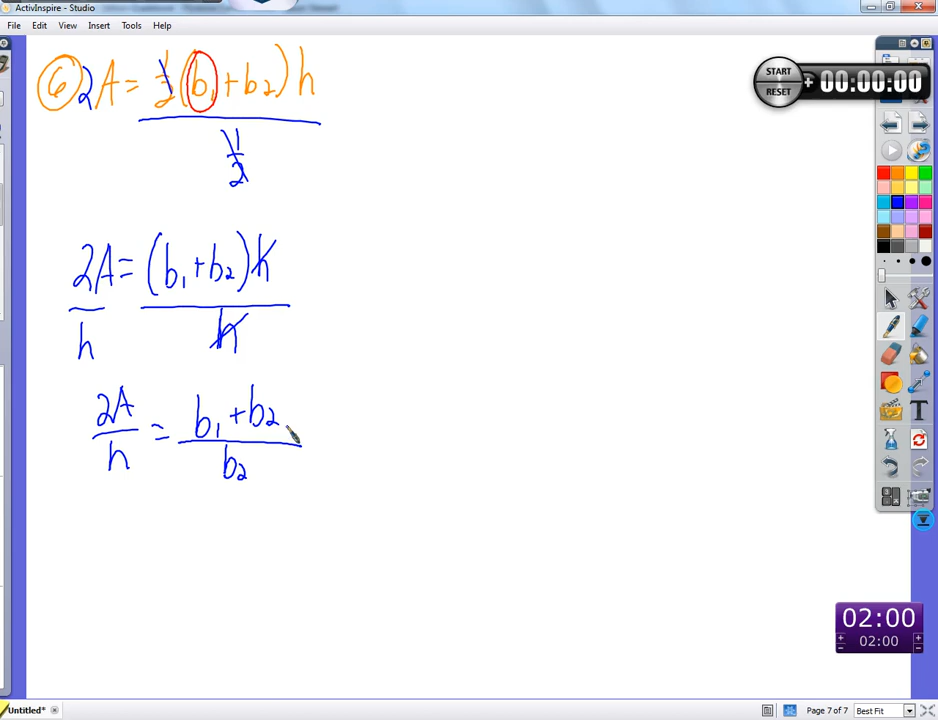 ActivInspire - Studio
File Edit View Insert Tools Help
START
RESET
+ 00:00:00
6 2A = 1/2 (b₁ + b₂) h
1/2
2A = (b₁ + b₂) h
h h
2A/h = b₁ + b₂
b₂
T
02:00
+ 02:00 +
Untitled*
Page 7 of 7 Best Fit